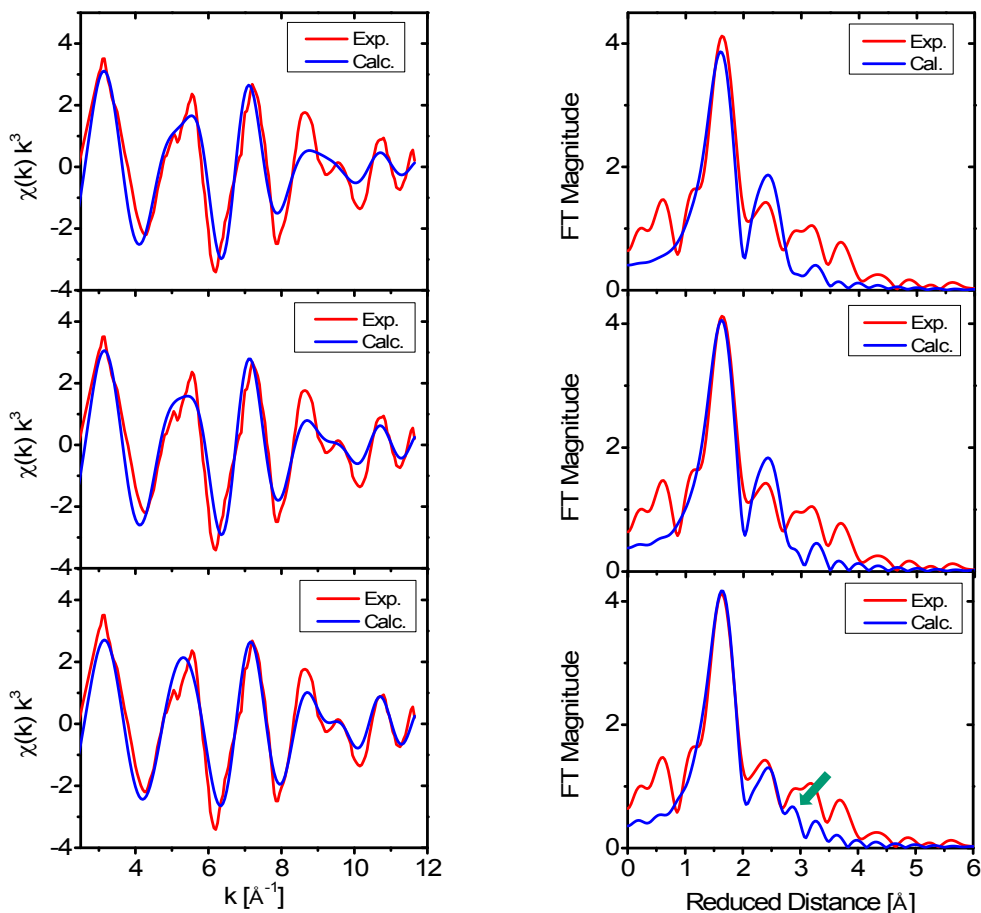 4
2
0
-2
-4
χ(k) k³
Exp.
Calc.
4
2
0
FT Magnitude
Exp.
Cal.
4
2
0
-2
-4
χ(k) k³
Exp.
Calc.
4
2
0
FT Magnitude
Exp.
Calc.
4
2
0
-2
-4
χ(k) k³
Exp.
Calc.
4 6 8 10 12
k [Å⁻¹]
4
2
0
FT Magnitude
Exp.
Calc.
0 1 2 3 4 5 6
Reduced Distance [Å]